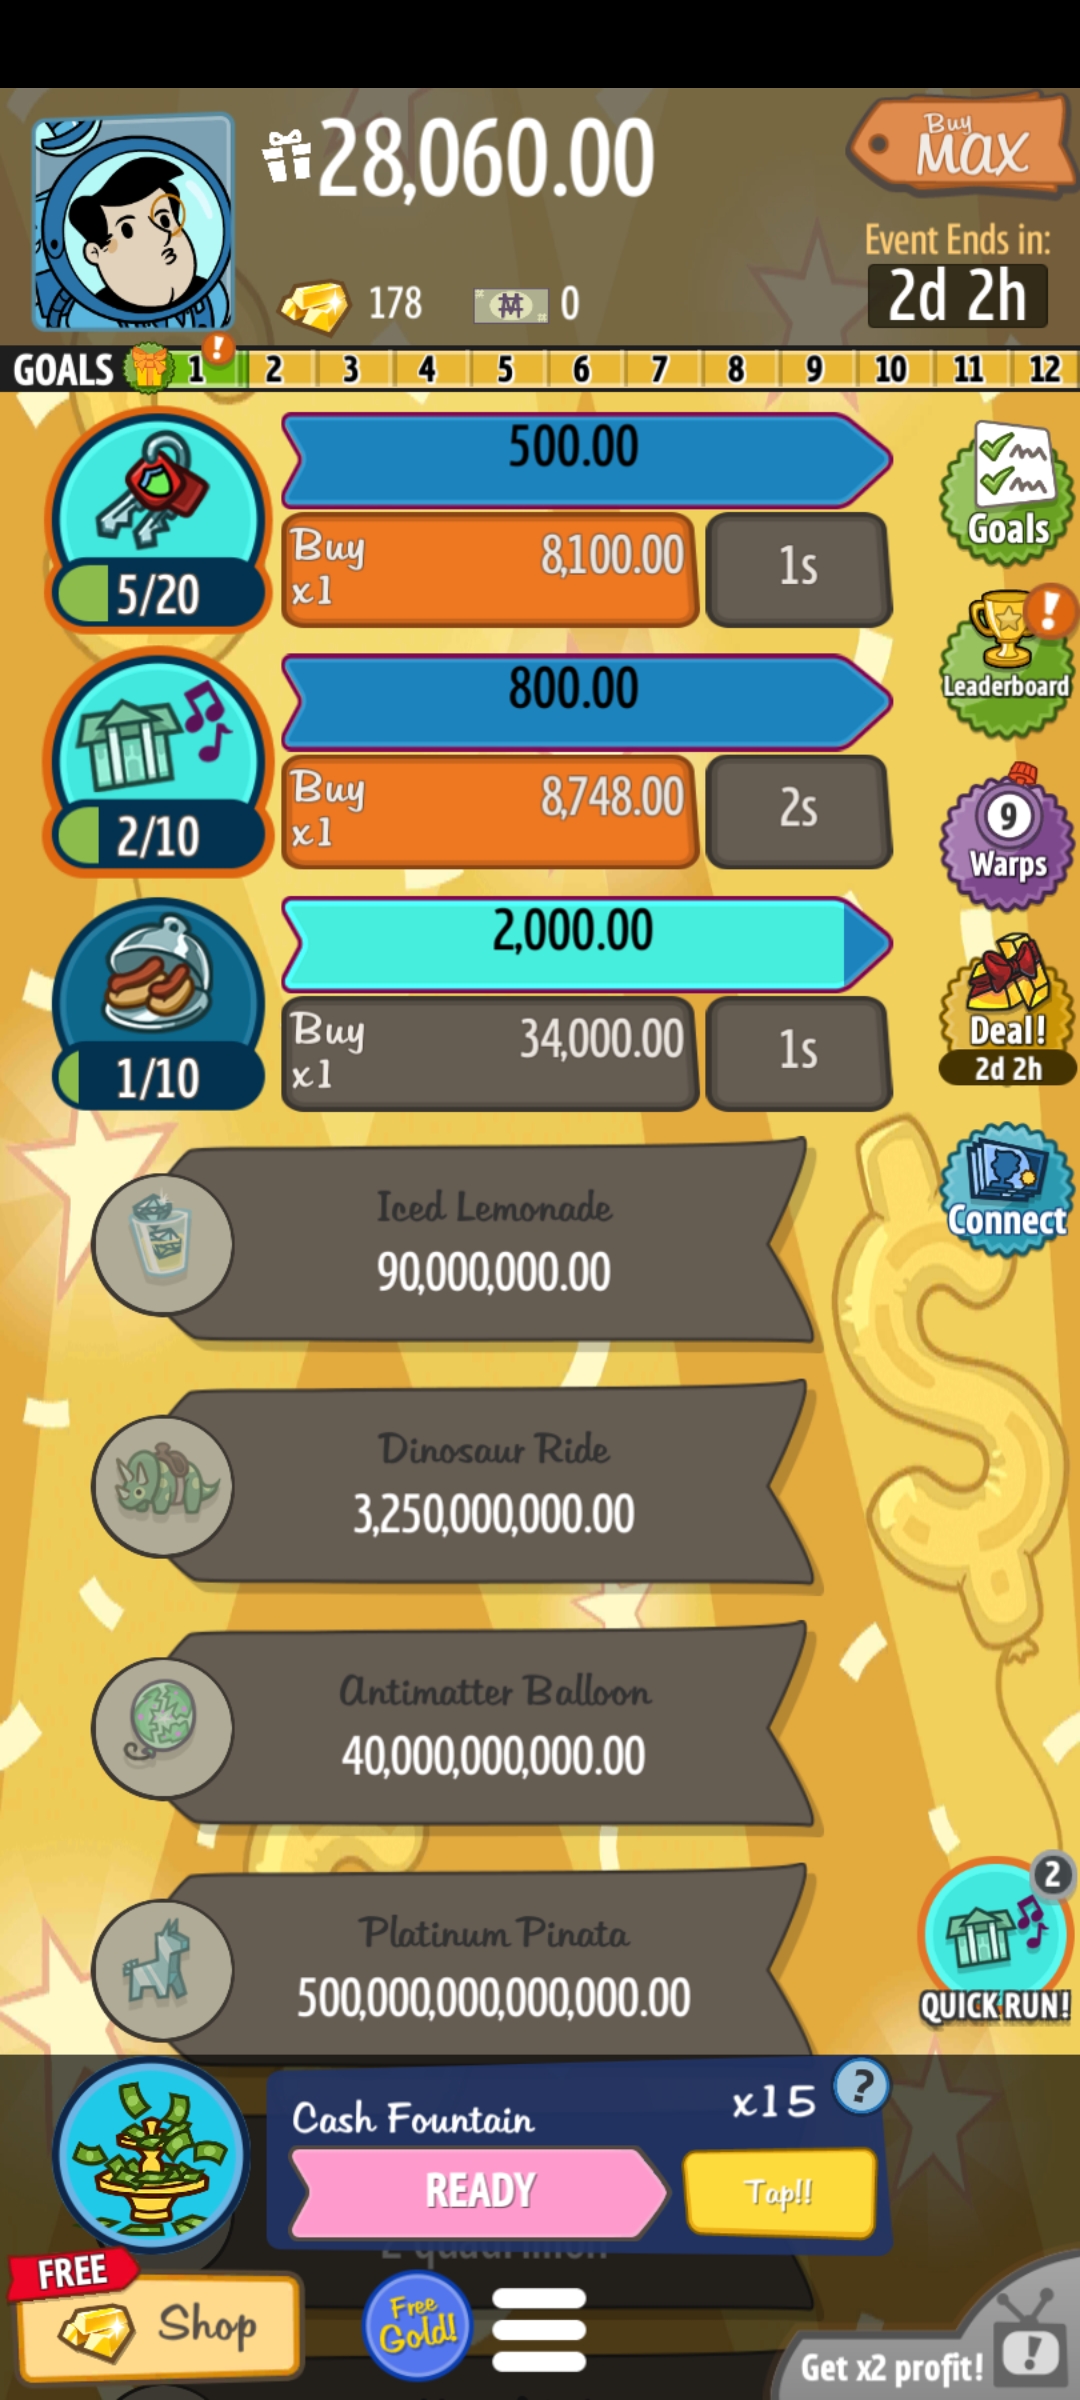 28,060.00
Buy
MAX
Event Ends in:
2d 2h
178
0
GOALS 1 ! 2 3 4 5 6 7 8 9 10 11 12
500.00
Buy
x1
8,100.00
1s
5/20
Goals
800.00
Buy
x1
8,748.00
2s
2/10
!
Leaderboard
9
Warps
2,000.00
Buy
x1
34,000.00
1s
1/10
Deal!
2d 2h
Connect
Iced Lemonade
90,000,000.00
Dinosaur Ride
3,250,000,000.00
Antimatter Balloon
40,000,000,000.00
Platinum Pinata
500,000,000,000,000.00
2
QUICK RUN!
Cash Fountain
x15
?
READY
Tap!!
FREE
Shop
Free
Gold!
Get x2 profit!
!